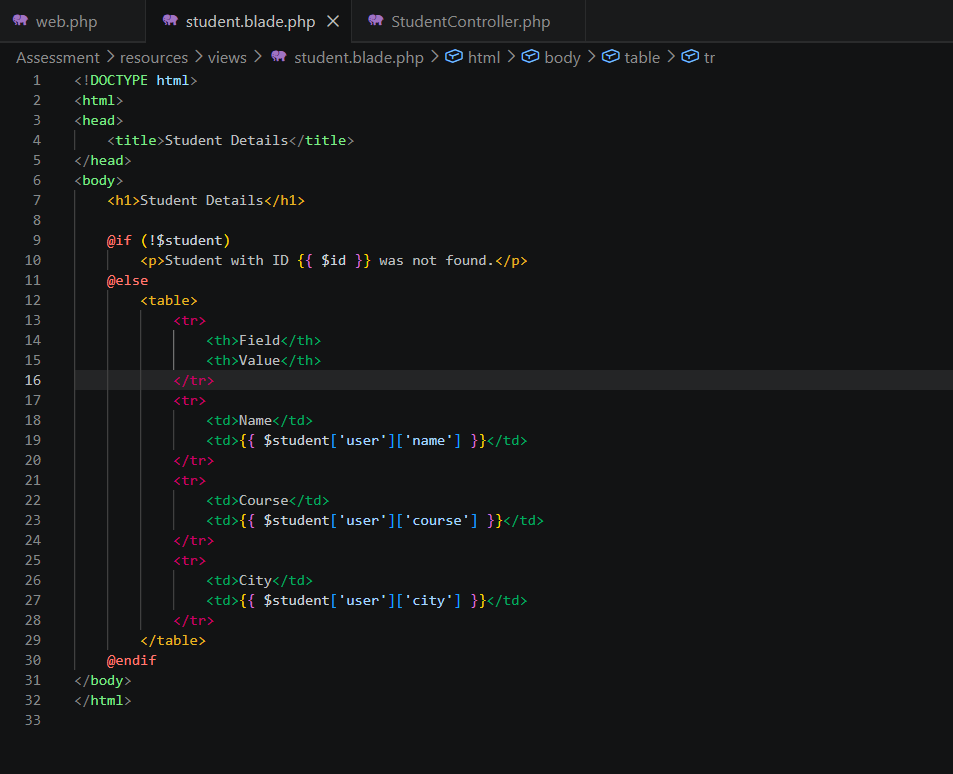 web.php student.blade.php StudentController.php
Assessment > resources > views > student.blade.php > html > body > table > tr
1 <!DOCTYPE html>
2 <html>
3 <head>
4     <title>Student Details</title>
5 </head>
6 <body>
7     <h1>Student Details</h1>
8
9     @if (!$student)
10         <p>Student with ID {{ $id }} was not found.</p>
11     @else
12         <table>
13             <tr>
14                 <th>Field</th>
15                 <th>Value</th>
16             </tr>
17             <tr>
18                 <td>Name</td>
19                 <td>{{ $student['user']['name'] }}</td>
20             </tr>
21             <tr>
22                 <td>Course</td>
23                 <td>{{ $student['user']['course'] }}</td>
24             </tr>
25             <tr>
26                 <td>City</td>
27                 <td>{{ $student['user']['city'] }}</td>
28             </tr>
29         </table>
30     @endif
31 </body>
32 </html>
33